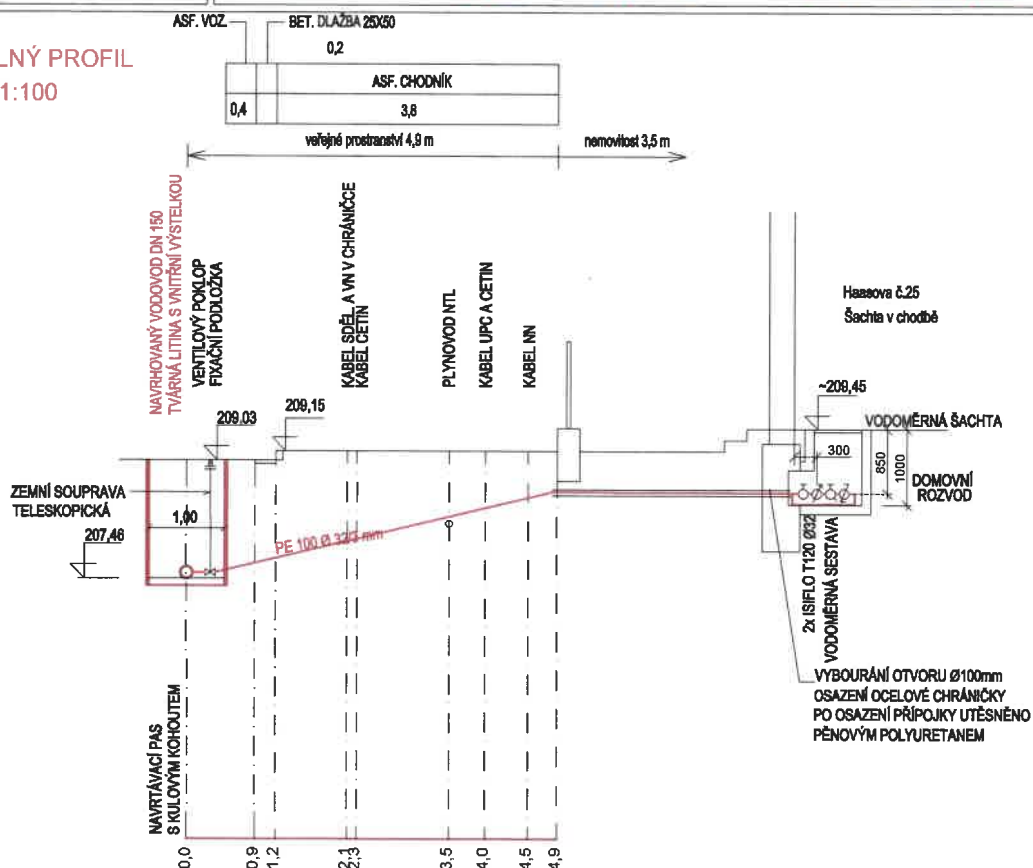 ASF. VOZ.
BET. DLAŽBA 25X50
0,2
LNÝ PROFIL
1:100
ASF. CHODNÍK
0,4
3,8
veřejné prostranství 4,9 m
nemovitost 3,5 m
NAVRHOVANÝ VODOVOD DN 150
TVÁRNÁ LITINA S VNITŘNÍ VÝSTELKOU
VENTILOVÝ POKLOP
FIXAČNÍ PODLOŽKA
KABEL SDĚL. A VN V CHRÁNIČCE
KABEL CETIN
PLYNOVOD NTL
KABEL UPC A CETIN
KABEL NN
Haasova č.25
Šachta v chodbě
~209,45
209,03
209,15
VODOMĚRNÁ ŠACHTA
300
850
1000
DOMOVNÍ
ROZVOD
ZEMNÍ SOUPRAVA
TELESKOPICKÁ
1,00
207,46
PE 100 Ø 32/3 mm
2x ISIFLO T120 Ø32
VODOMĚRNÁ SESTAVA
VYBOURÁNÍ OTVORU Ø100mm
OSAZENÍ OCELOVÉ CHRÁNIČKY
PO OSAZENÍ PŘÍPOJKY UTĚSNĚNO
PĚNOVÝM POLYURETANEM
NAVRTÁVACÍ PAS
S KULOVÝM KOHOUTEM
0,0
0,9
1,2
2,1
2,3
3,5
4,0
4,5
4,9